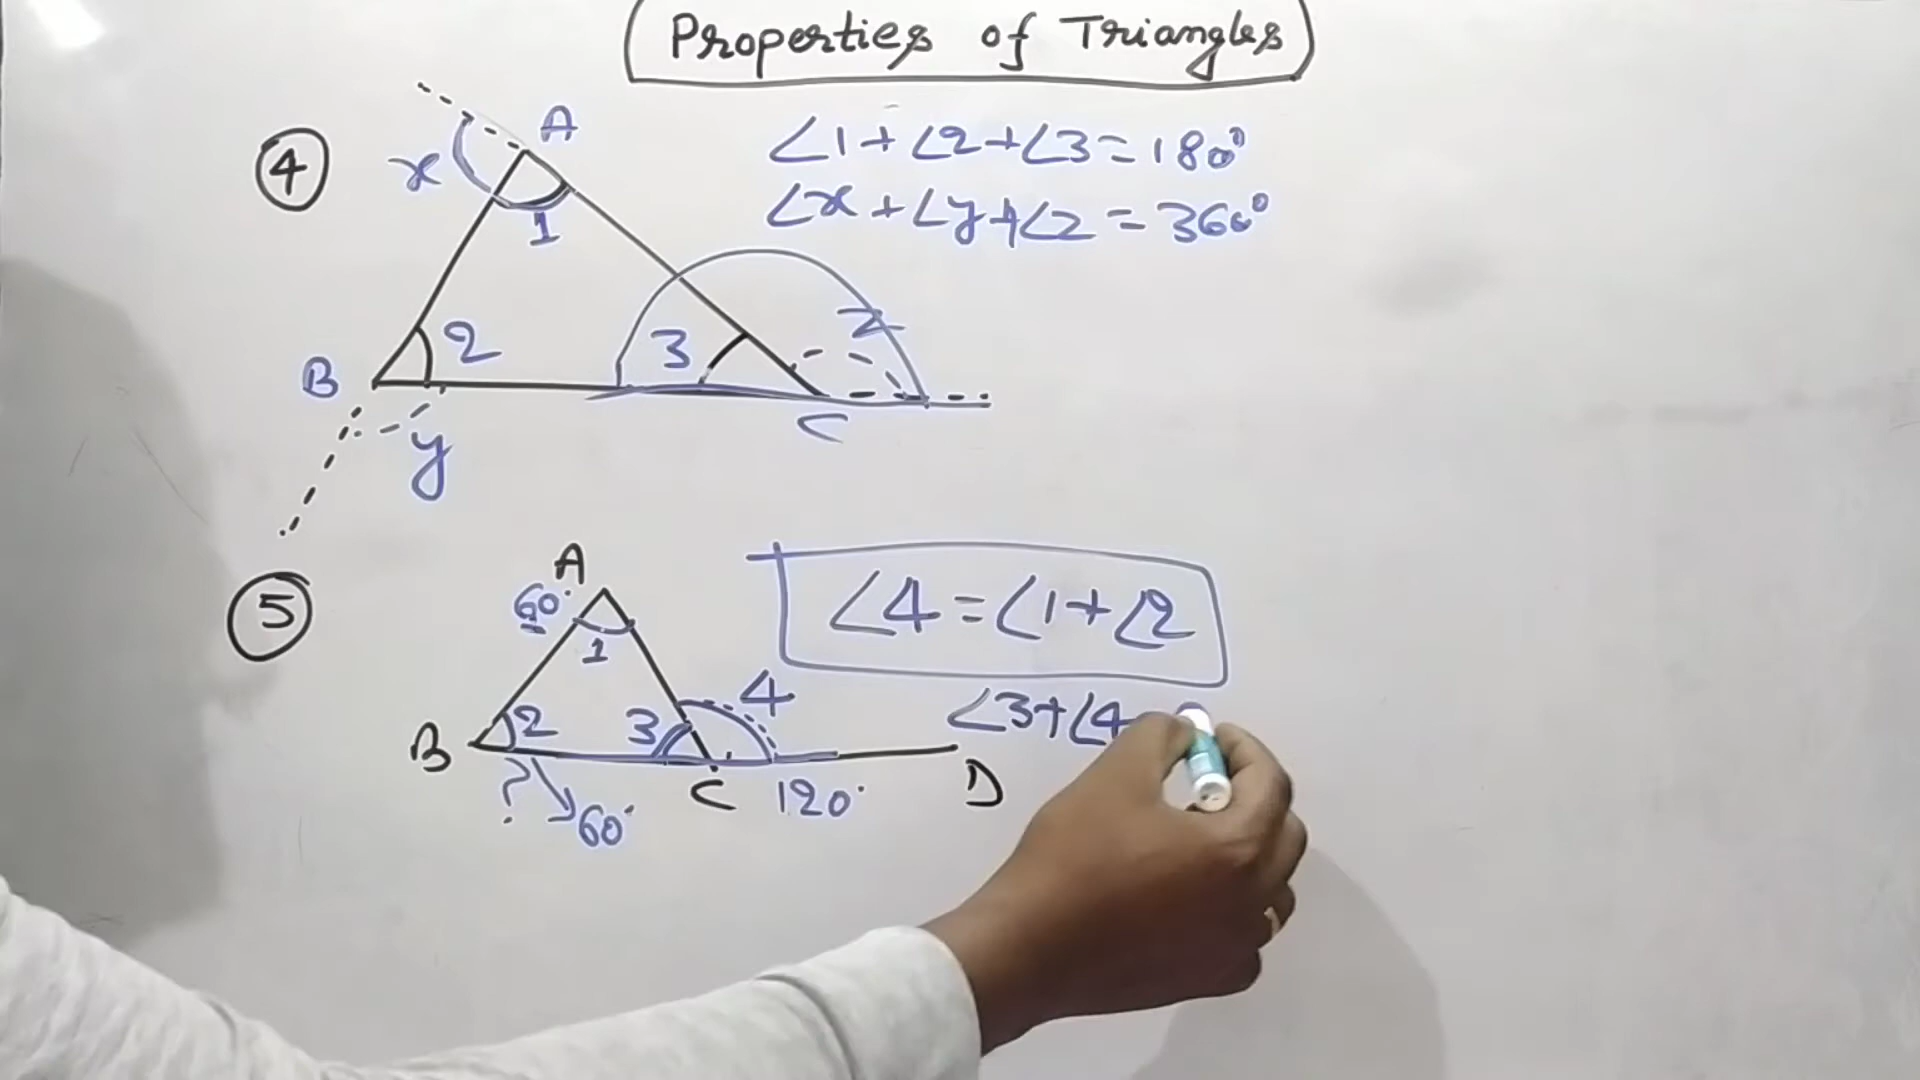 Properties of Triangles
4
A
x
1
∠1+∠2+∠3=180°
∠x+∠y+∠z=360°
B
2
3
z
C
y
5
A
60°
1
∠4=∠1+∠2
B
2
3
4
∠3+∠4
?
60°
C
120°
D